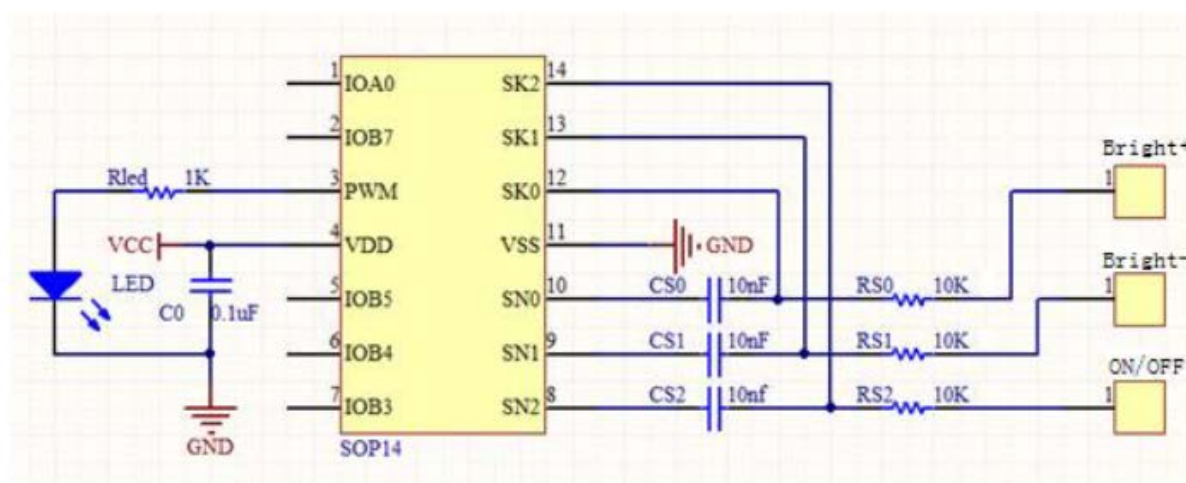 1 IOA0 SK2 14
2 IOB7 SK1 13
Bright+
Rled 1K 3 PWM SK0 12 1
VCC 4 VDD VSS 11 GND
Bright-
LED 5 IOB5 SN0 10 CS0 10nF RS0 10K 1
C0 0.1uF
6 IOB4 SN1 9 CS1 10nF RS1 10K
ON/OFF
7 IOB3 SN2 8 CS2 10nf RS2 10K 1
GND SOP14